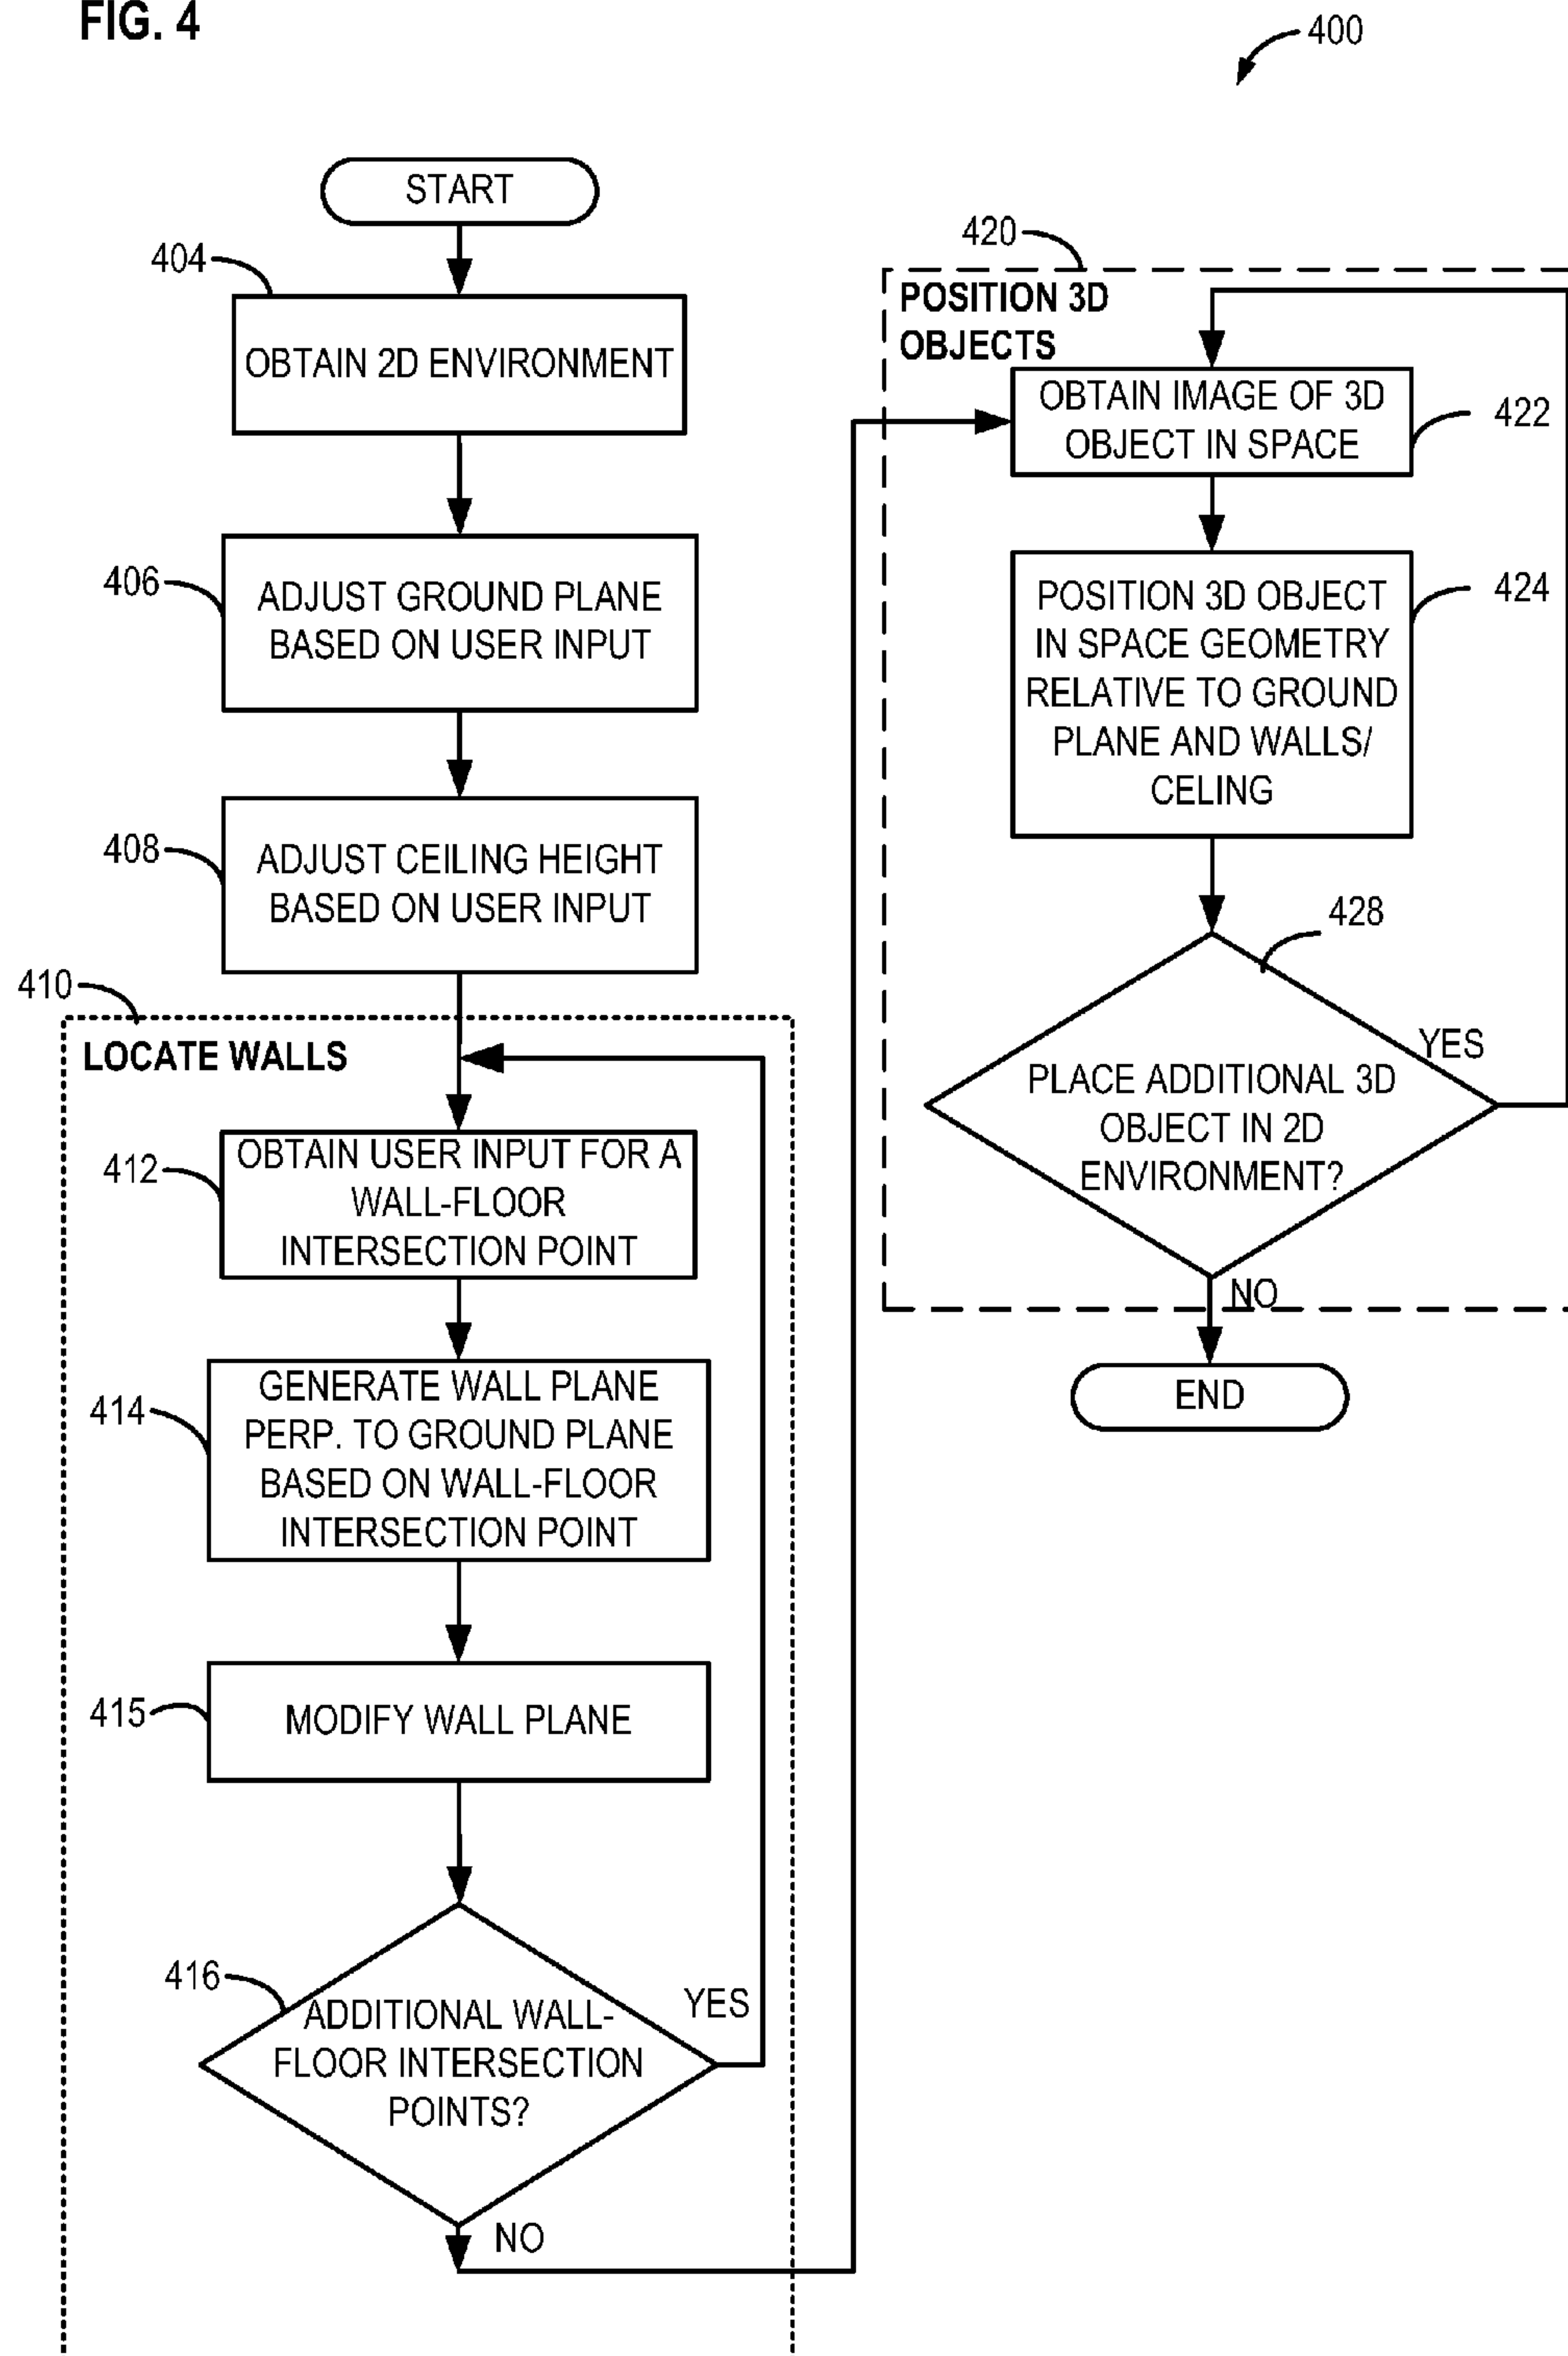 FIG. 4
400
START
404
OBTAIN 2D ENVIRONMENT
406
ADJUST GROUND PLANE
BASED ON USER INPUT
408
ADJUST CEILING HEIGHT
BASED ON USER INPUT
410
LOCATE WALLS
412
OBTAIN USER INPUT FOR A
WALL-FLOOR
INTERSECTION POINT
414
GENERATE WALL PLANE
PERP. TO GROUND PLANE
BASED ON WALL-FLOOR
INTERSECTION POINT
415
MODIFY WALL PLANE
416
ADDITIONAL WALL-
FLOOR INTERSECTION
POINTS?
YES
NO
420
POSITION 3D
OBJECTS
OBTAIN IMAGE OF 3D
OBJECT IN SPACE
422
POSITION 3D OBJECT
IN SPACE GEOMETRY
RELATIVE TO GROUND
PLANE AND WALLS/
CELING
424
428
PLACE ADDITIONAL 3D
OBJECT IN 2D
ENVIRONMENT?
YES
NO
END